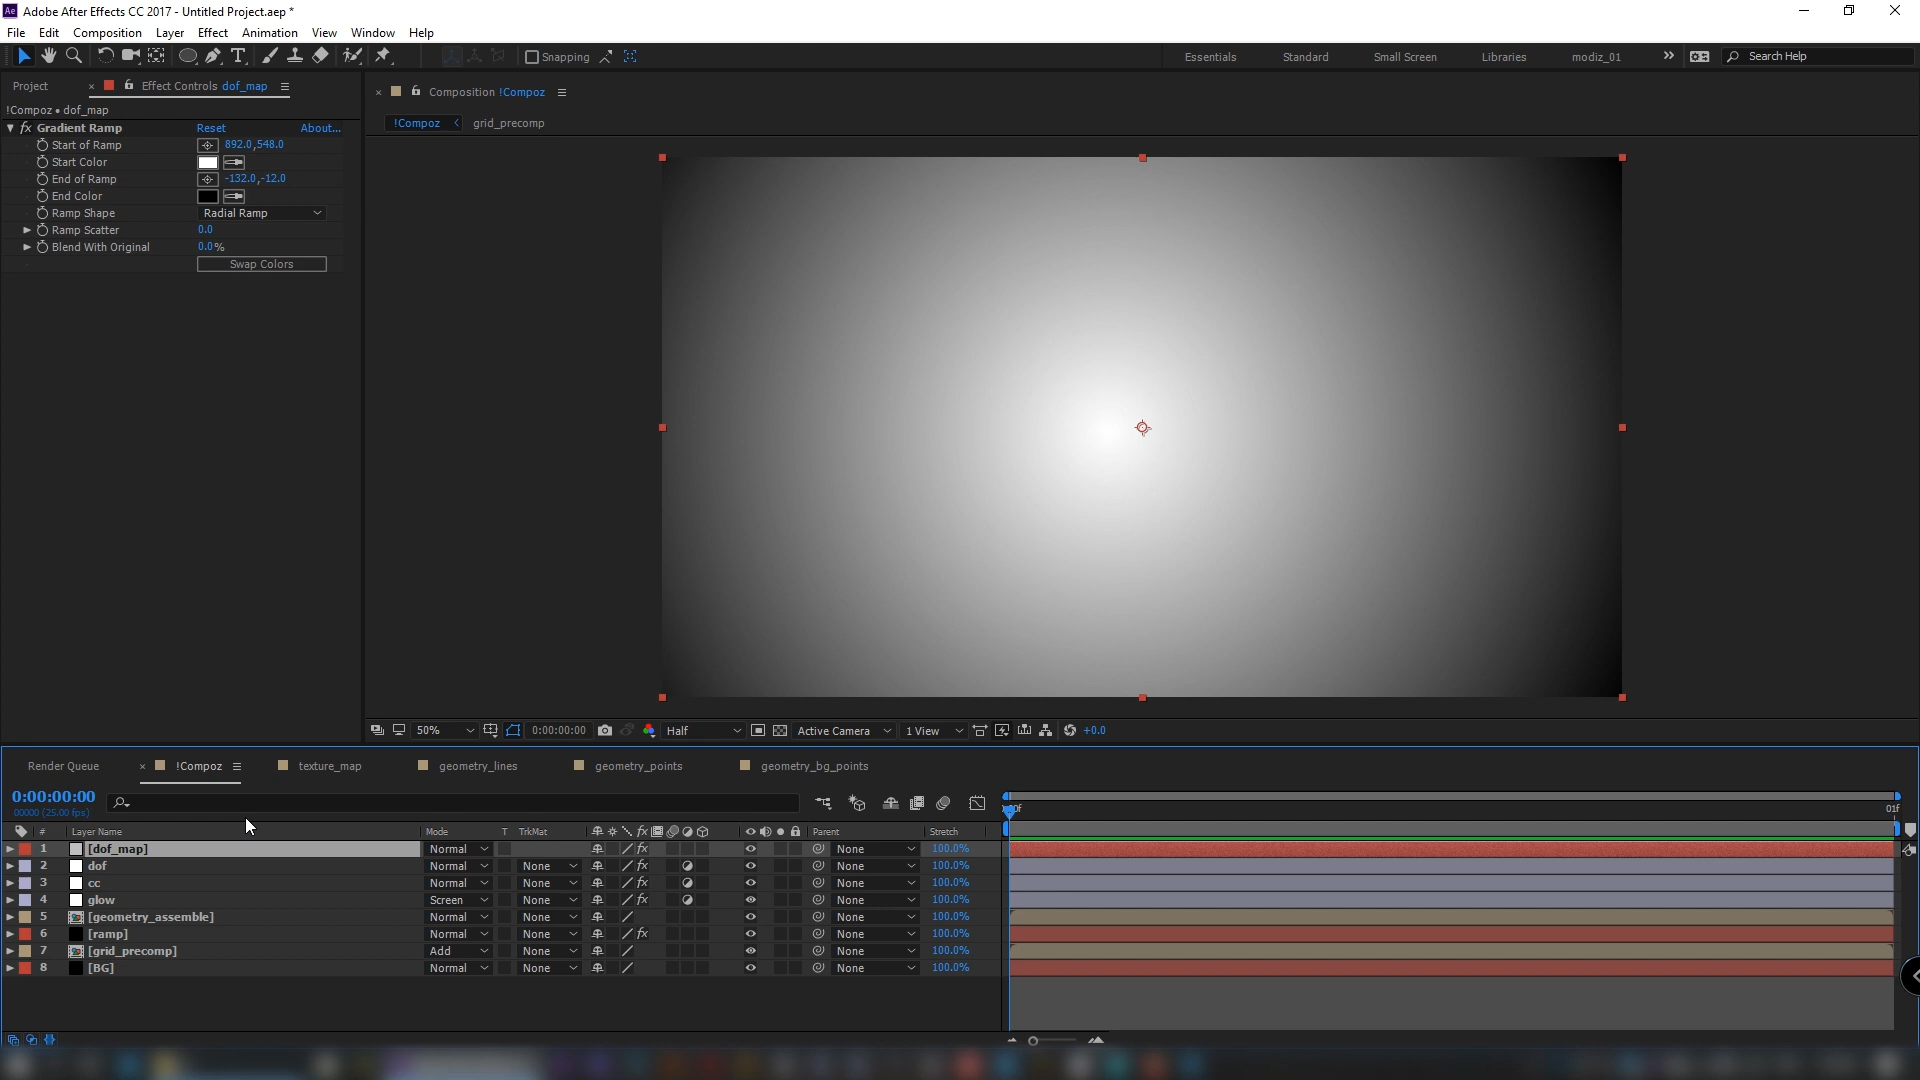 Ae Adobe After Effects CC 2017 - Untitled Project.aep *
File Edit Composition Layer Effect Animation View Window Help
Snapping
Essentials Standard Small Screen Libraries modiz_01 Search Help
Project
Effect Controls dof_map
Composition !Compoz
!Compoz • dof_map
!Compoz grid_precomp
fx Gradient Ramp Reset About...
Start of Ramp 892.0,548.0
Start Color
End of Ramp -132.0,-12.0
End Color
Ramp Shape Radial Ramp
Ramp Scatter 0.0
Blend With Original 0.0%
Swap Colors
50% 0:00:00:00 Half Active Camera 1 View +0.0
Render Queue !Compoz texture_map geometry_lines geometry_points geometry_bg_points
0:00:00:00
00000 (25.00 fps)
01f
# Layer Name Mode T TrkMat fx Parent Stretch
1 [dof_map] Normal fx None 100.0%
2 dof Normal None fx None 100.0%
3 cc Normal None fx None 100.0%
4 glow Screen None fx None 100.0%
5 [geometry_assemble] Normal None None 100.0%
6 [ramp] Normal None fx None 100.0%
7 [grid_precomp] Add None None 100.0%
8 [BG] Normal None None 100.0%